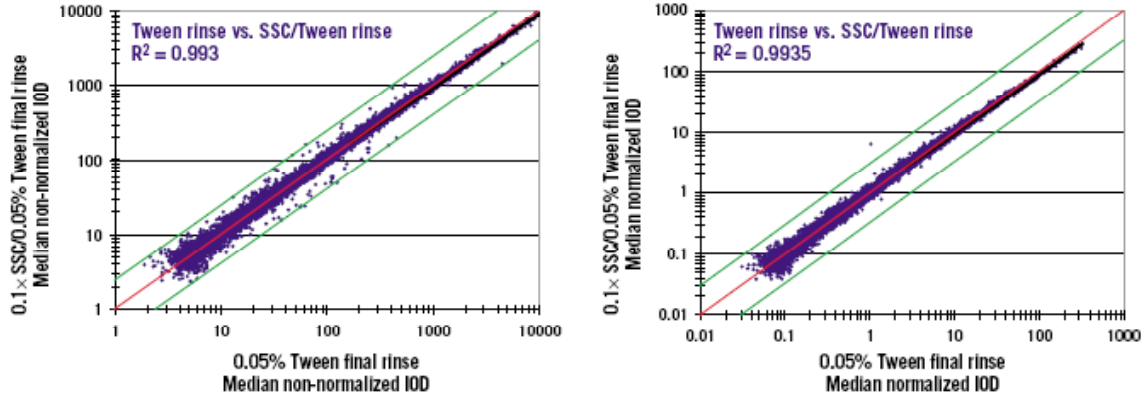 10000
1000
100
10
1
Tween rinse vs. SSC/Tween rinse
R² = 0.993
0.1× SSC/0.05% Tween final rinse
Median non-normalized IOD
1 10 100 1000 10000
0.05% Tween final rinse
Median non-normalized IOD
1000
100
10
1
0.1
0.01
Tween rinse vs. SSC/Tween rinse
R² = 0.9935
0.1× SSC/0.05% Tween final rinse
Median normalized IOD
0.01 0.1 1 10 100 1000
0.05% Tween final rinse
Median normalized IOD